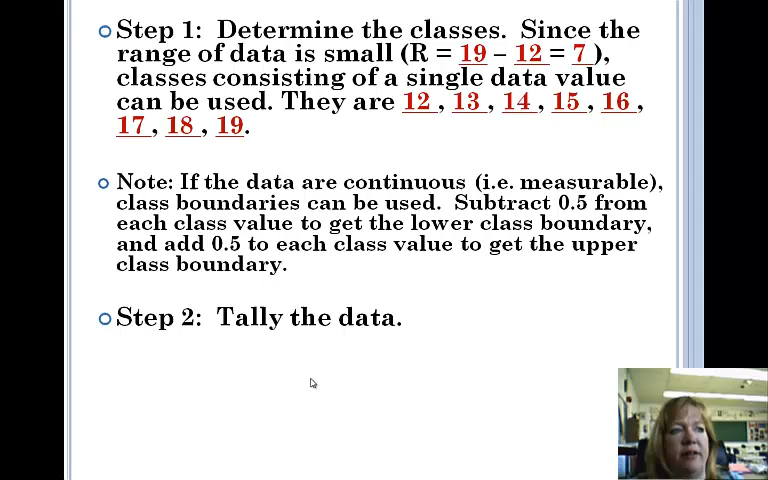 Step 1: Determine the classes. Since the
range of data is small (R = 19 – 12 = 7 ),
classes consisting of a single data value
can be used. They are 12 , 13 , 14 , 15 , 16 ,
17 , 18 , 19.
Note: If the data are continuous (i.e. measurable),
class boundaries can be used. Subtract 0.5 from
each class value to get the lower class boundary,
and add 0.5 to each class value to get the upper
class boundary.
Step 2: Tally the data.